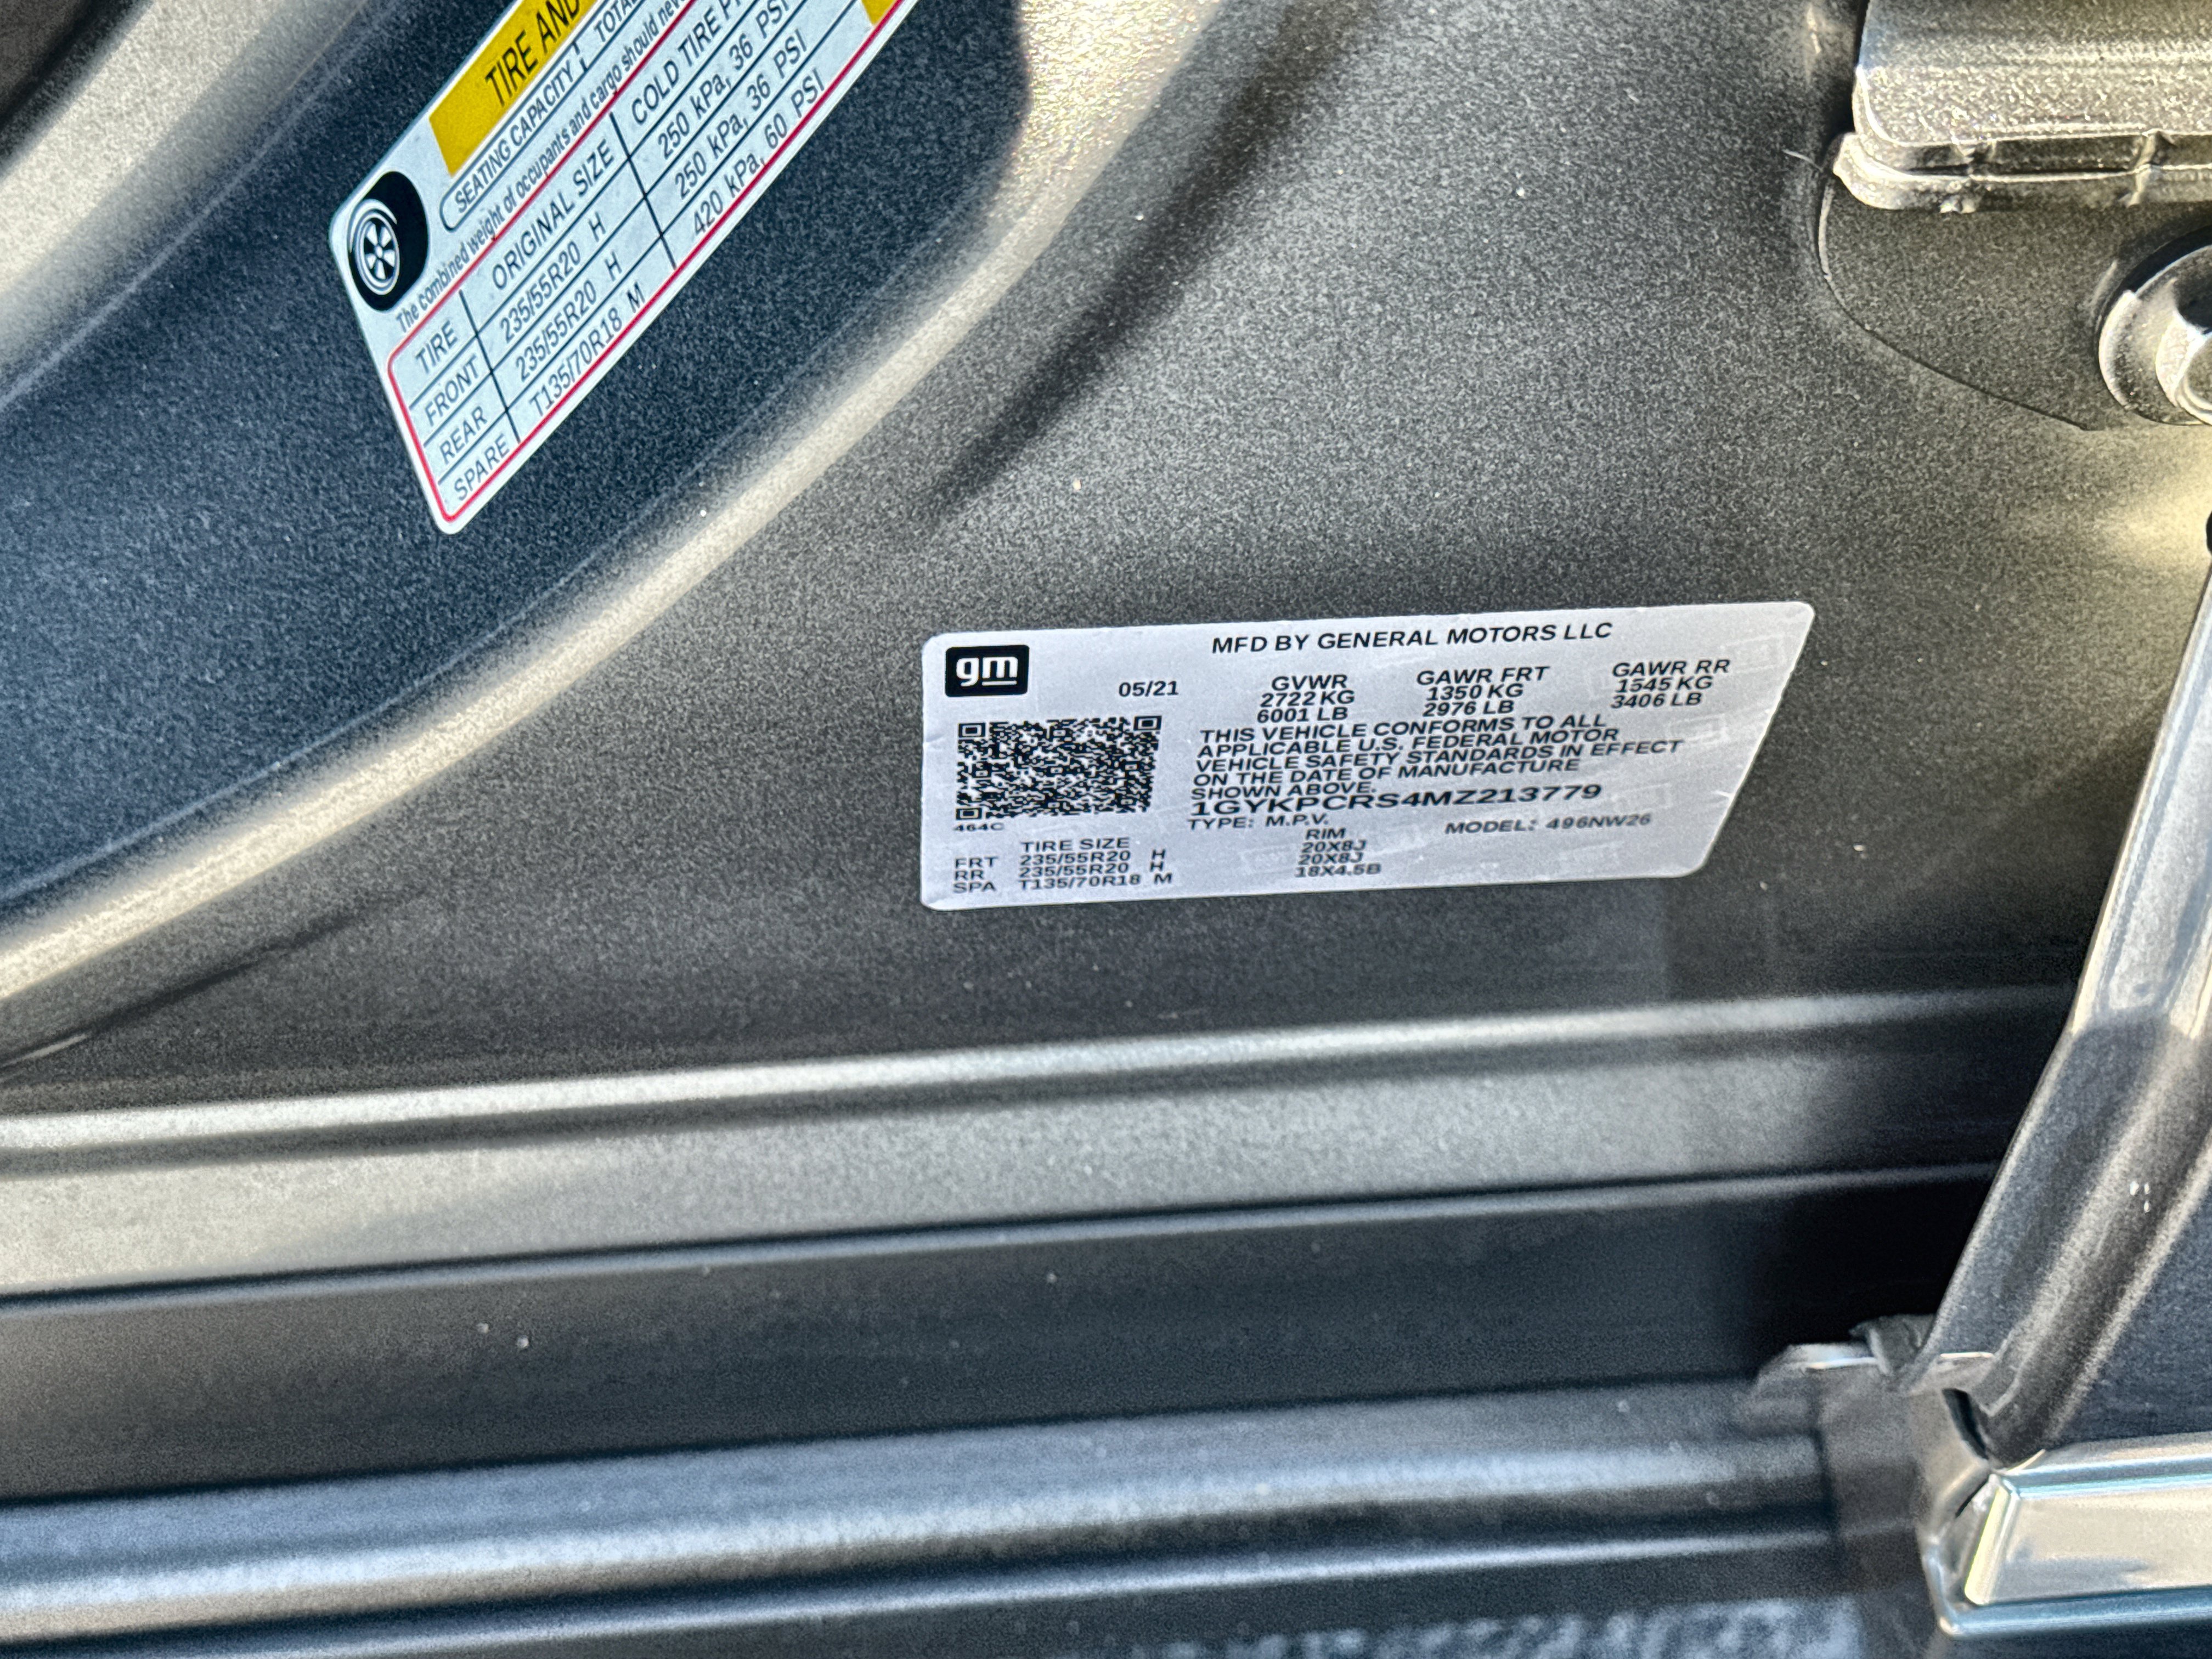 TIRE AND
SEATING CAPACITY
The combined weight of occupants and cargo should
TIRE ORIGINAL SIZE COLD TIRE
FRONT 235/55R20 H 250 kPa, 36 PSI
REAR 235/55R20 H 250 kPa, 36 PSI
SPARE T135/70R18 M 420 kPa, 60 PSI
gm
MFD BY GENERAL MOTORS LLC
05/21 GVWR GAWR FRT GAWR RR
2722 KG 1350 KG 1545 KG
6001 LB 2976 LB 3406 LB
THIS VEHICLE CONFORMS TO ALL
APPLICABLE U.S. FEDERAL MOTOR
VEHICLE SAFETY STANDARDS IN EFFECT
ON THE DATE OF MANUFACTURE
SHOWN ABOVE.
1GYKPCRS4MZ213779
464C
TYPE: M.P.V. MODEL: 496NW26
TIRE SIZE RIM
FRT 235/55R20 H 20X8J
RR 235/55R20 H 20X8J
SPA T135/70R18 M 18X4.5B